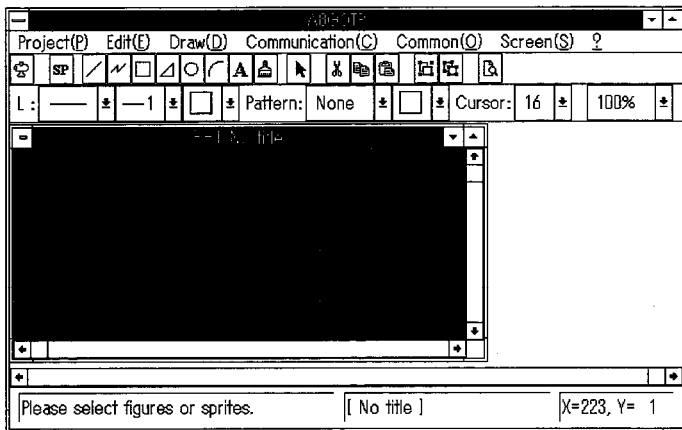 Project(P) Edit(E) Draw(D) Communication(C) Common(O) Screen(S) ?
SP A
L : 1 Pattern: None Cursor: 16 100%
Please select figures or sprites. [ No title ] X=223, Y= 1